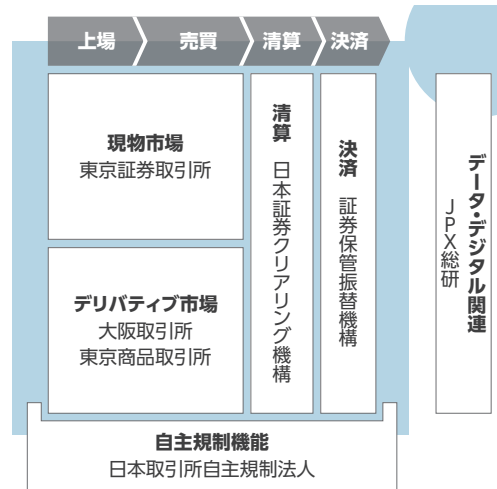 上場
売買
清算
決済
現物市場
東京証券取引所
デリバティブ市場
大阪取引所
東京商品取引所
清算 日本証券クリアリング機構
決済 証券保管振替機構
データ・デジタル関連
JPX総研
自主規制機能
日本取引所自主規制法人